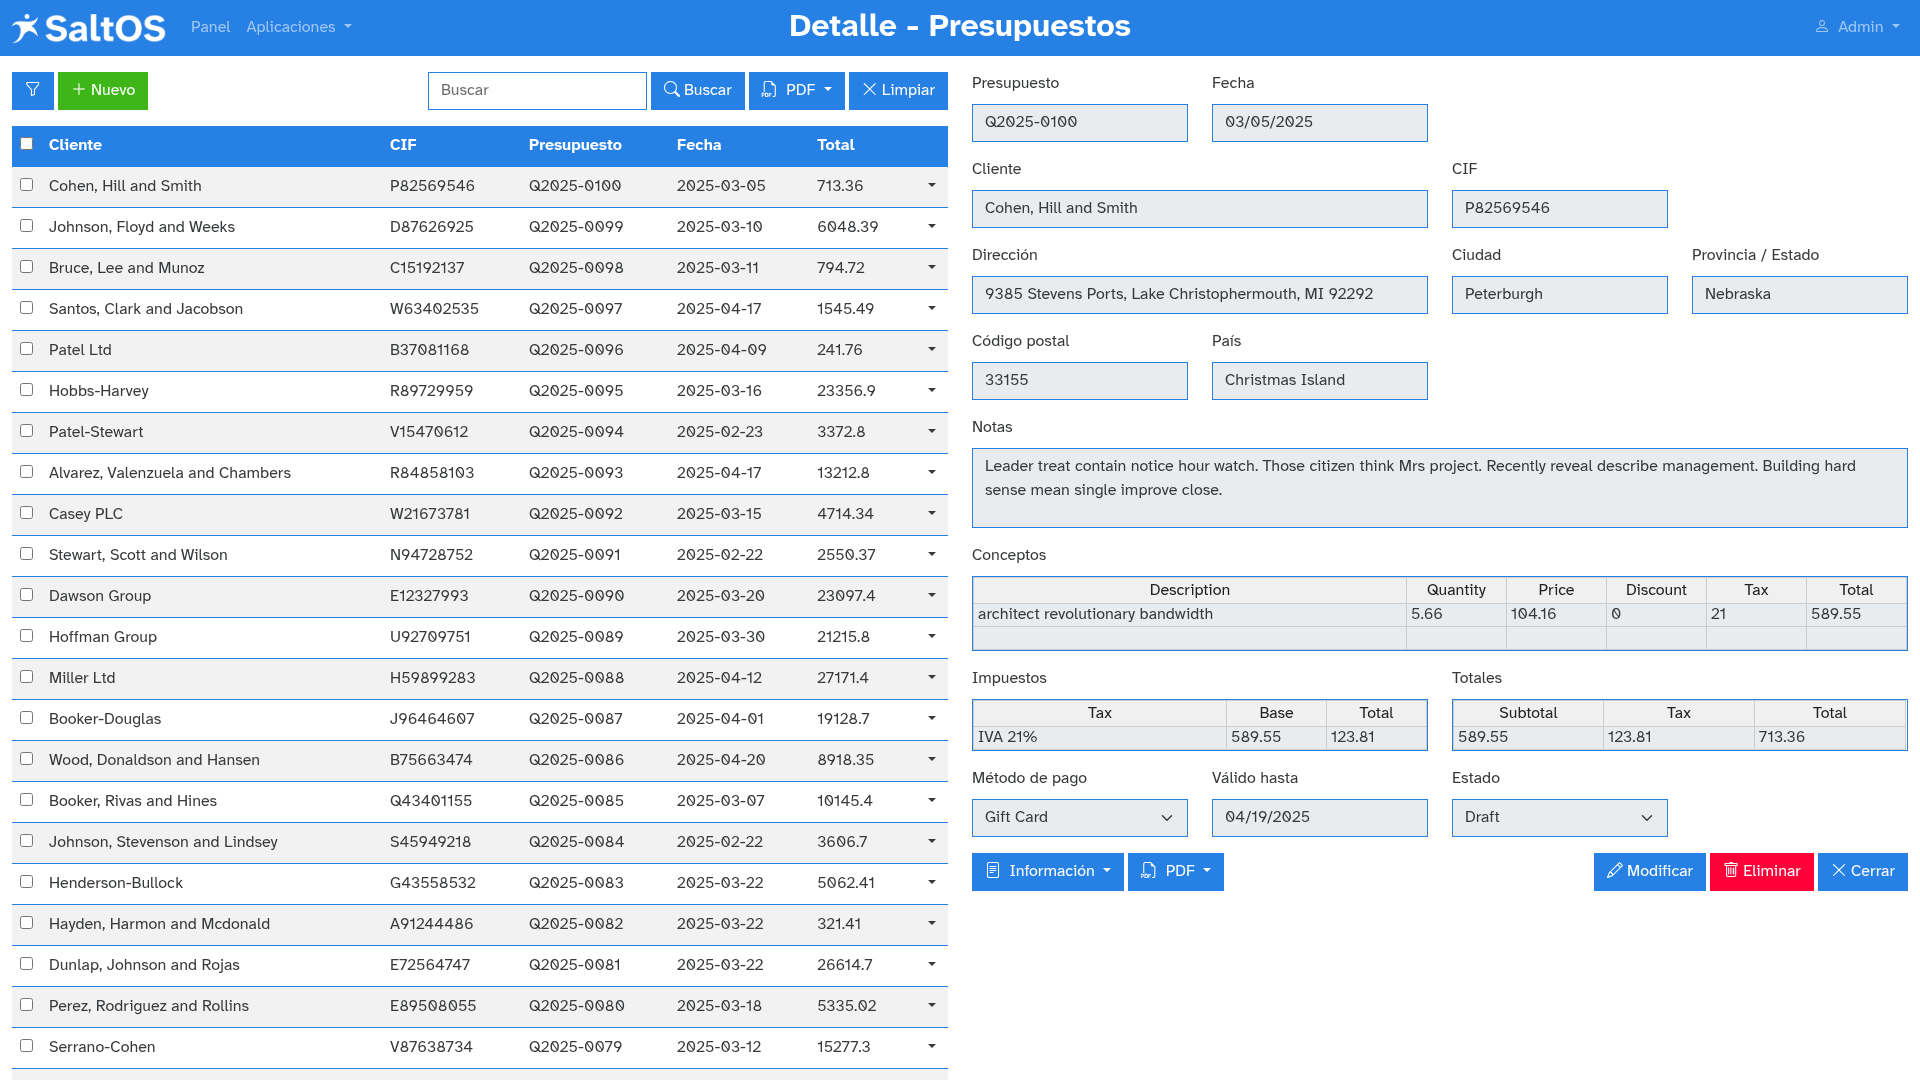 SaltOS Panel Aplicaciones Detalle - Presupuestos Admin
Nuevo Buscar Buscar PDF Limpiar
Cliente CIF Presupuesto Fecha Total
Cohen, Hill and Smith P82569546 Q2025-0100 2025-03-05 713.36
Johnson, Floyd and Weeks D87626925 Q2025-0099 2025-03-10 6048.39
Bruce, Lee and Munoz C15192137 Q2025-0098 2025-03-11 794.72
Santos, Clark and Jacobson W63402535 Q2025-0097 2025-04-17 1545.49
Patel Ltd B37081168 Q2025-0096 2025-04-09 241.76
Hobbs-Harvey R89729959 Q2025-0095 2025-03-16 23356.9
Patel-Stewart V15470612 Q2025-0094 2025-02-23 3372.8
Alvarez, Valenzuela and Chambers R84858103 Q2025-0093 2025-04-17 13212.8
Casey PLC W21673781 Q2025-0092 2025-03-15 4714.34
Stewart, Scott and Wilson N94728752 Q2025-0091 2025-02-22 2550.37
Dawson Group E12327993 Q2025-0090 2025-03-20 23097.4
Hoffman Group U92709751 Q2025-0089 2025-03-30 21215.8
Miller Ltd H59899283 Q2025-0088 2025-04-12 27171.4
Booker-Douglas J96464607 Q2025-0087 2025-04-01 19128.7
Wood, Donaldson and Hansen B75663474 Q2025-0086 2025-04-20 8918.35
Booker, Rivas and Hines Q43401155 Q2025-0085 2025-03-07 10145.4
Johnson, Stevenson and Lindsey S45949218 Q2025-0084 2025-02-22 3606.7
Henderson-Bullock G43558532 Q2025-0083 2025-03-22 5062.41
Hayden, Harmon and Mcdonald A91244486 Q2025-0082 2025-03-22 321.41
Dunlap, Johnson and Rojas E72564747 Q2025-0081 2025-03-22 26614.7
Perez, Rodriguez and Rollins E89508055 Q2025-0080 2025-03-18 5335.02
Serrano-Cohen V87638734 Q2025-0079 2025-03-12 15277.3
Presupuesto Fecha
Q2025-0100 03/05/2025
Cliente CIF
Cohen, Hill and Smith P82569546
Dirección Ciudad Provincia / Estado
9385 Stevens Ports, Lake Christophermouth, MI 92292 Peterburgh Nebraska
Código postal País
33155 Christmas Island
Notas
Leader treat contain notice hour watch. Those citizen think Mrs project. Recently reveal describe management. Building hard
sense mean single improve close.
Conceptos
Description Quantity Price Discount Tax Total
architect revolutionary bandwidth 5.66 104.16 0 21 589.55
Impuestos Totales
Tax Base Total Subtotal Tax Total
IVA 21% 589.55 123.81 589.55 123.81 713.36
Método de pago Válido hasta Estado
Gift Card 04/19/2025 Draft
Información PDF Modificar Eliminar Cerrar